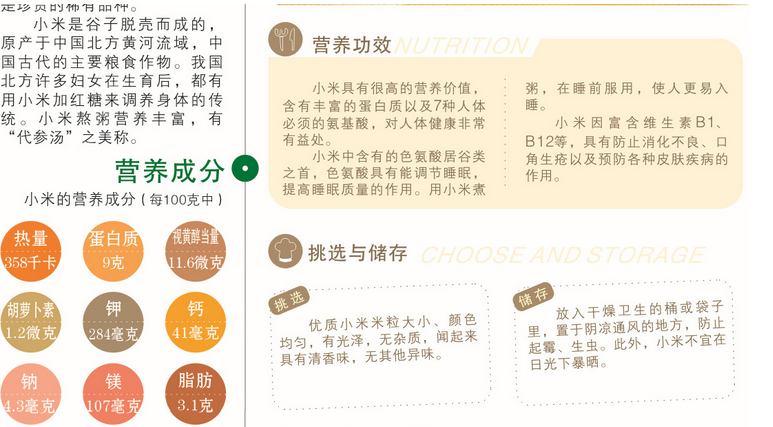 是珍贵的稀有品种。
小米是谷子脱壳而成的，
原产于中国北方黄河流域，中
国古代的主要粮食作物。我国
北方许多妇女在生育后，都有
用小米加红糖来调养身体的传
统。小米熬粥营养丰富，有
“代参汤”之美称。
营养成分
小米的营养成分（每100克中）
热量
358千卡
蛋白质
9克
视黄醇当量
11.6微克
胡萝卜素
1.2微克
钾
284毫克
钙
41毫克
钠
4.3毫克
镁
107毫克
脂肪
3.1克
营养功效NUTRITION
小米具有很高的营养价值，
含有丰富的蛋白质以及7种人体
必须的氨基酸，对人体健康非常
有益处。
小米中含有的色氨酸居谷类
之首，色氨酸具有能调节睡眠，
提高睡眠质量的作用。用小米煮
粥，在睡前服用，使人更易入
睡。
小米因富含维生素B1、
B12等，具有防止消化不良、口
角生疮以及预防各种皮肤疾病的
作用。
挑选与储存 CHOOSE AND STORAGE
挑选
优质小米米粒大小、颜色
均匀，有光泽，无杂质，闻起来
具有清香味，无其他异味。
储存
放入干燥卫生的桶或袋子
里，置于阴凉通风的地方，防止
起霉、生虫。此外，小米不宜在
日光下暴晒。